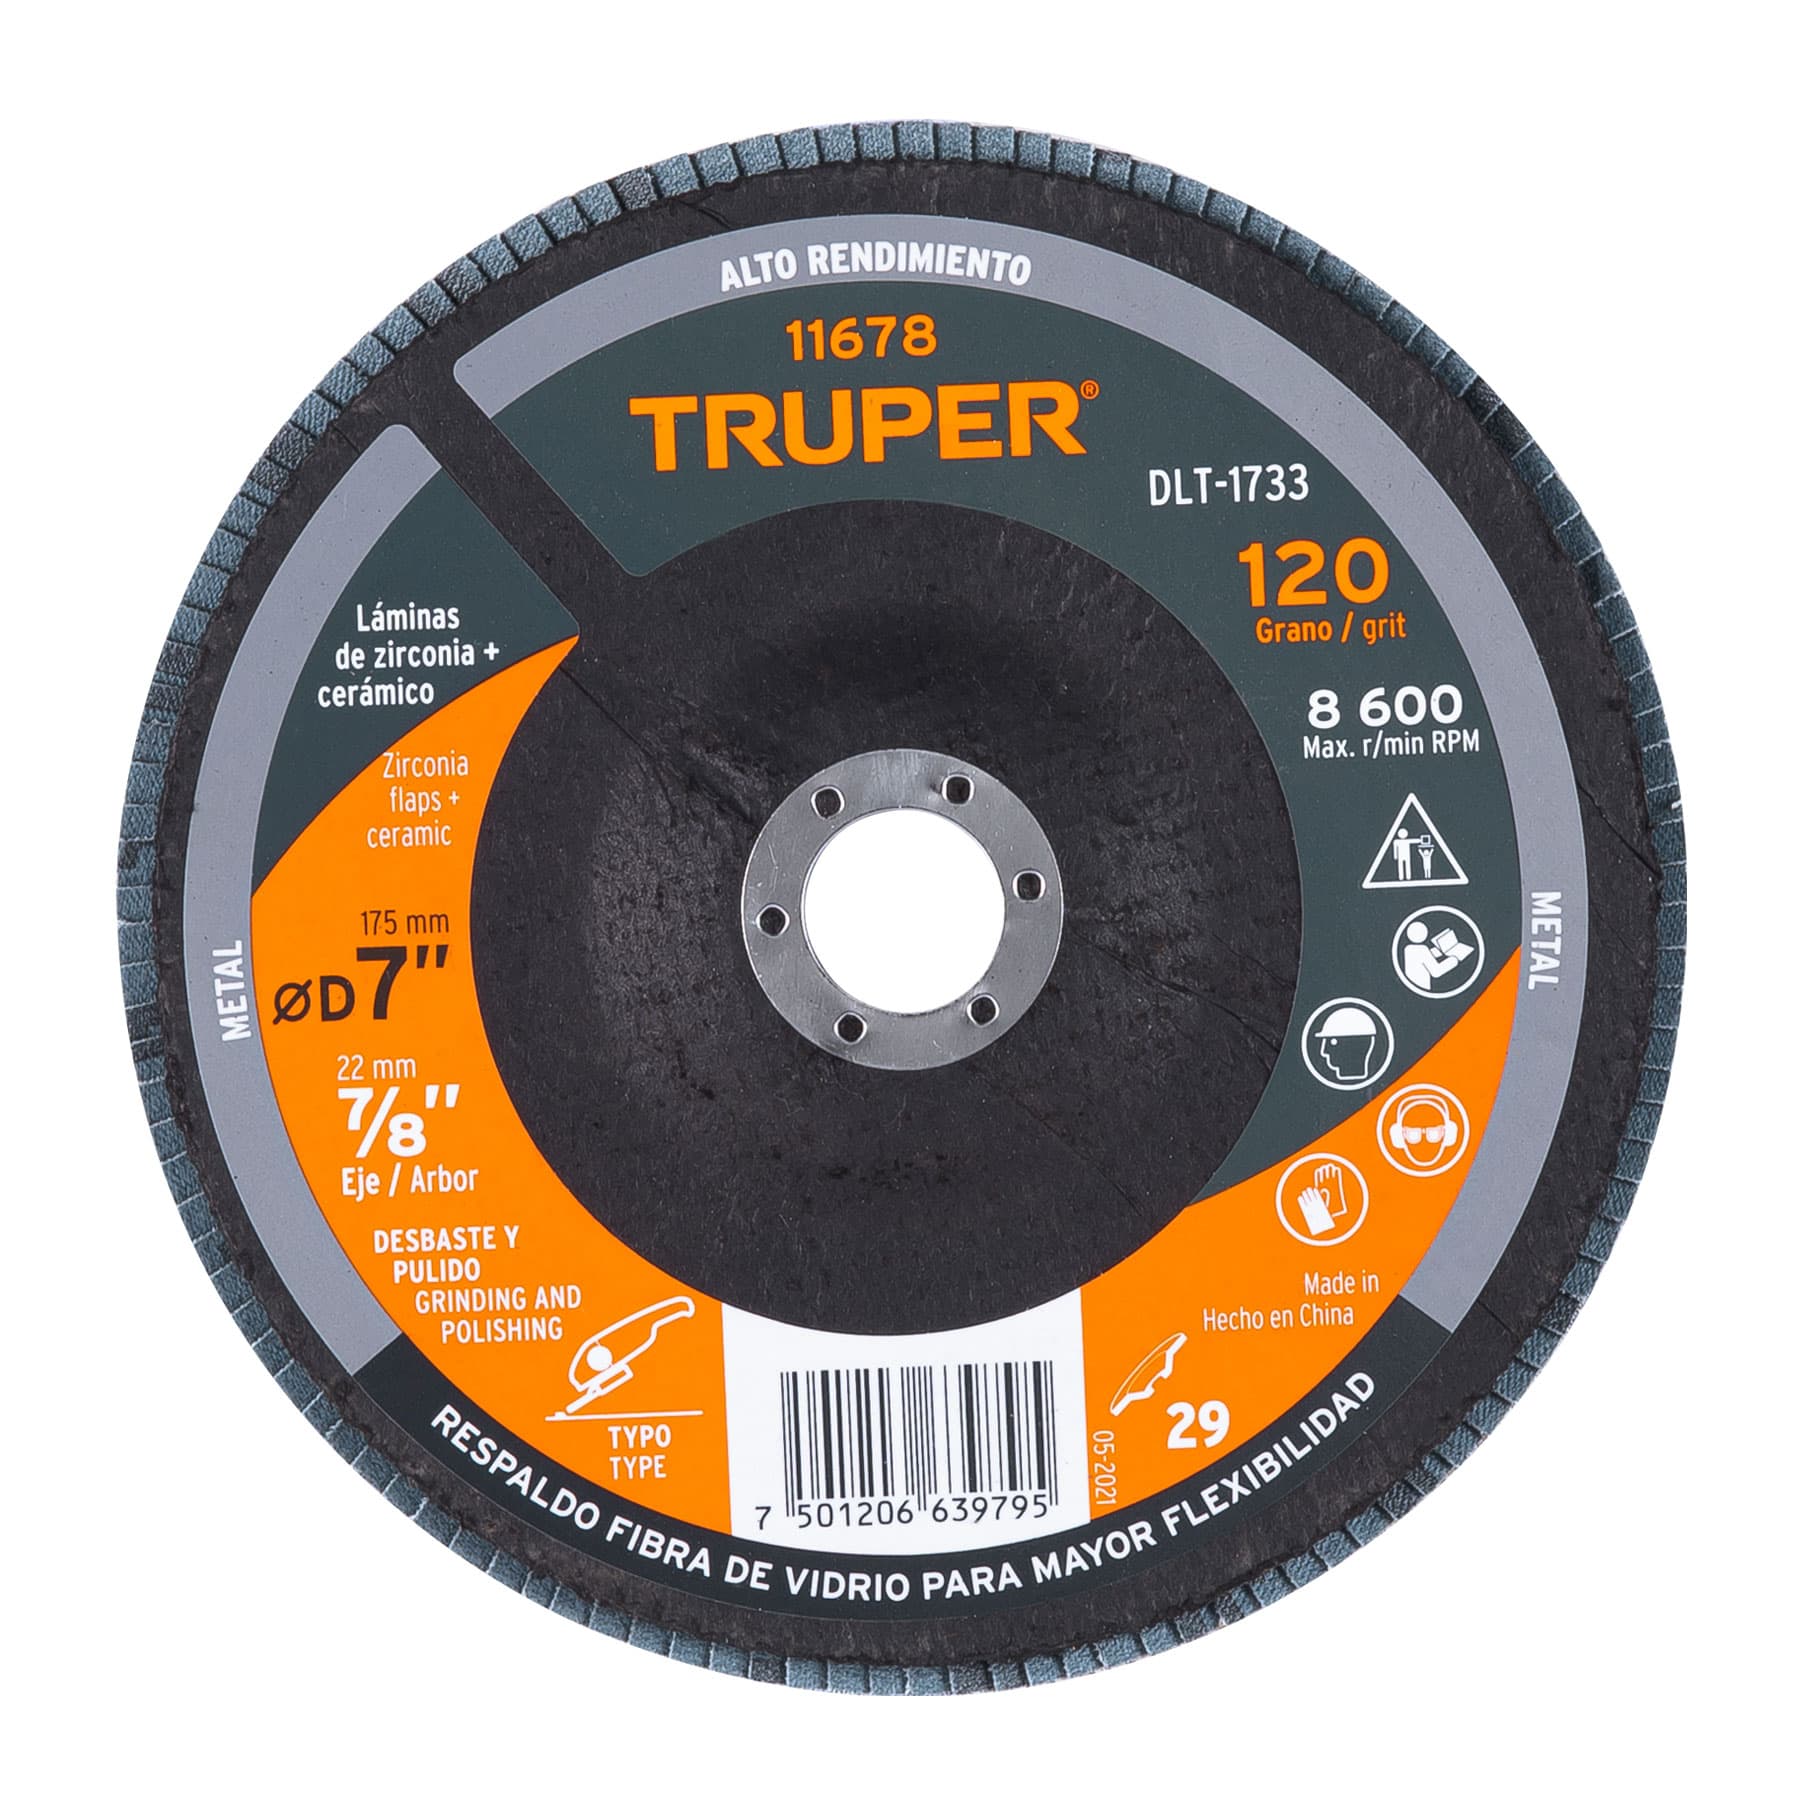 ALTO RENDIMIENTO
11678
TRUPER®
DLT-1733
120
Grano / grit
8 600
Max. r/min RPM
Láminas
de zirconia +
cerámico
Zirconia
flaps +
ceramic
175 mm
øD 7"
22 mm
7/8"
Eje / Arbor
METAL
METAL
DESBASTE Y
PULIDO
GRINDING AND
POLISHING
TYPO
TYPE
7 501206 639795
05-2021
29
Made in
Hecho en China
RESPALDO FIBRA DE VIDRIO PARA MAYOR FLEXIBILIDAD